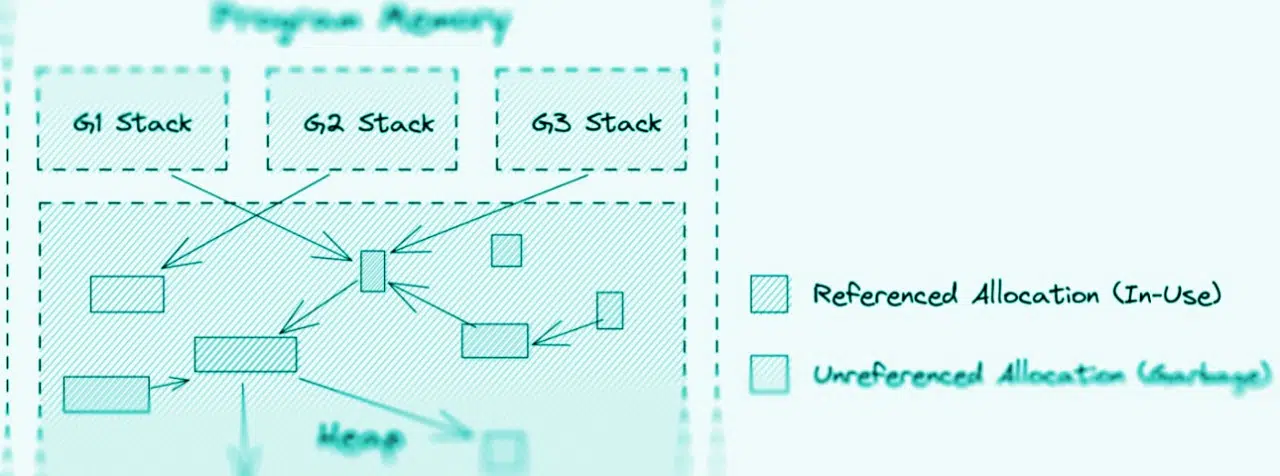 Program Memory
G1 Stack
G2 Stack
G3 Stack
Referenced Allocation (In-Use)
Unreferenced Allocation (Garbage)
Heap